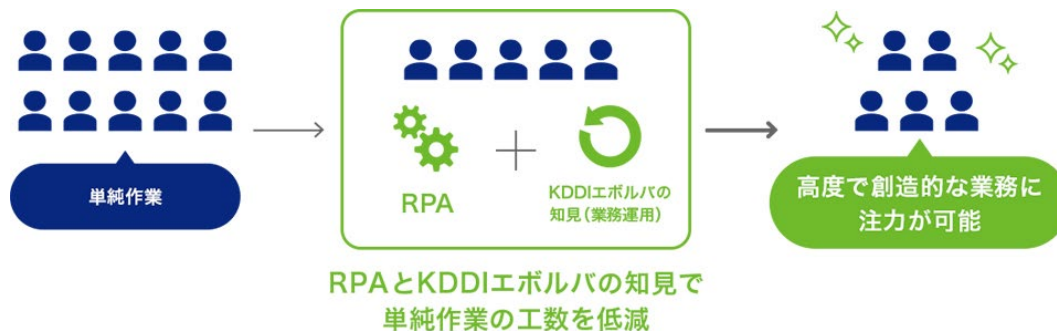 単純作業
RPA
KDDIエボルバの
知見（業務運用）
高度で創造的な業務に
注力が可能
RPAとKDDIエボルバの知見で
単純作業の工数を低減